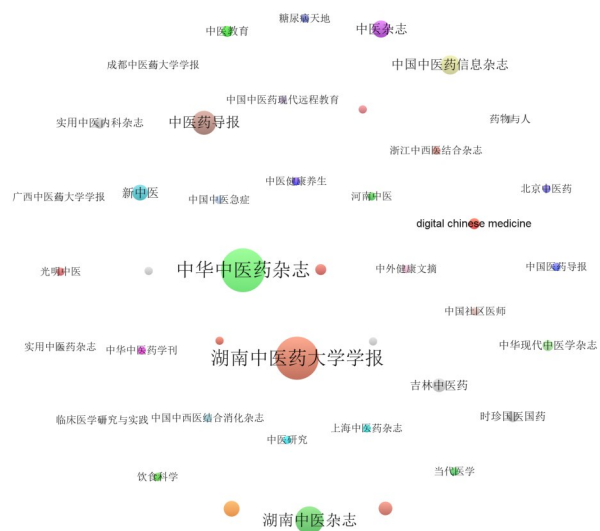 糖尿病天地
中医教育
中医杂志
成都中医药大学学报
中国中医药信息杂志
中国中医药现代远程教育
实用中医内科杂志
中医药导报
药物与人
浙江中西医结合杂志
中医健康养生
北京中医药
广西中医药大学学报
新中医
中国中医急症
河南中医
digital chinese medicine
光明中医
中华中医药杂志
中外健康文摘
中国医药导报
中国社区医师
实用中医药杂志
中华中医药学刊
湖南中医药大学学报
中华现代中医学杂志
吉林中医药
临床医学研究与实践
中国中西医结合消化杂志
时珍国医国药
上海中医药杂志
中医研究
饮食科学
当代医学
湖南中医杂志